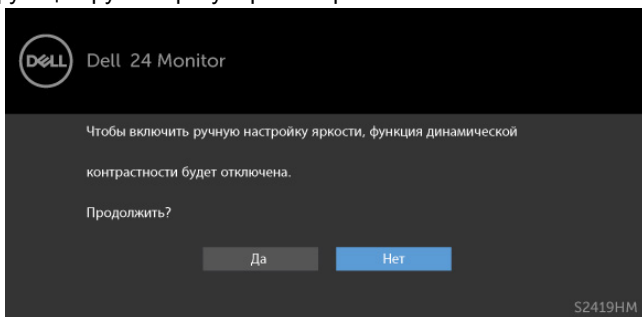 DELL
Dell 24 Monitor
Чтобы включить ручную настройку яркости, функция динамической
контрастности будет отключена.
Продолжить?
Да
Нет
S2419HM